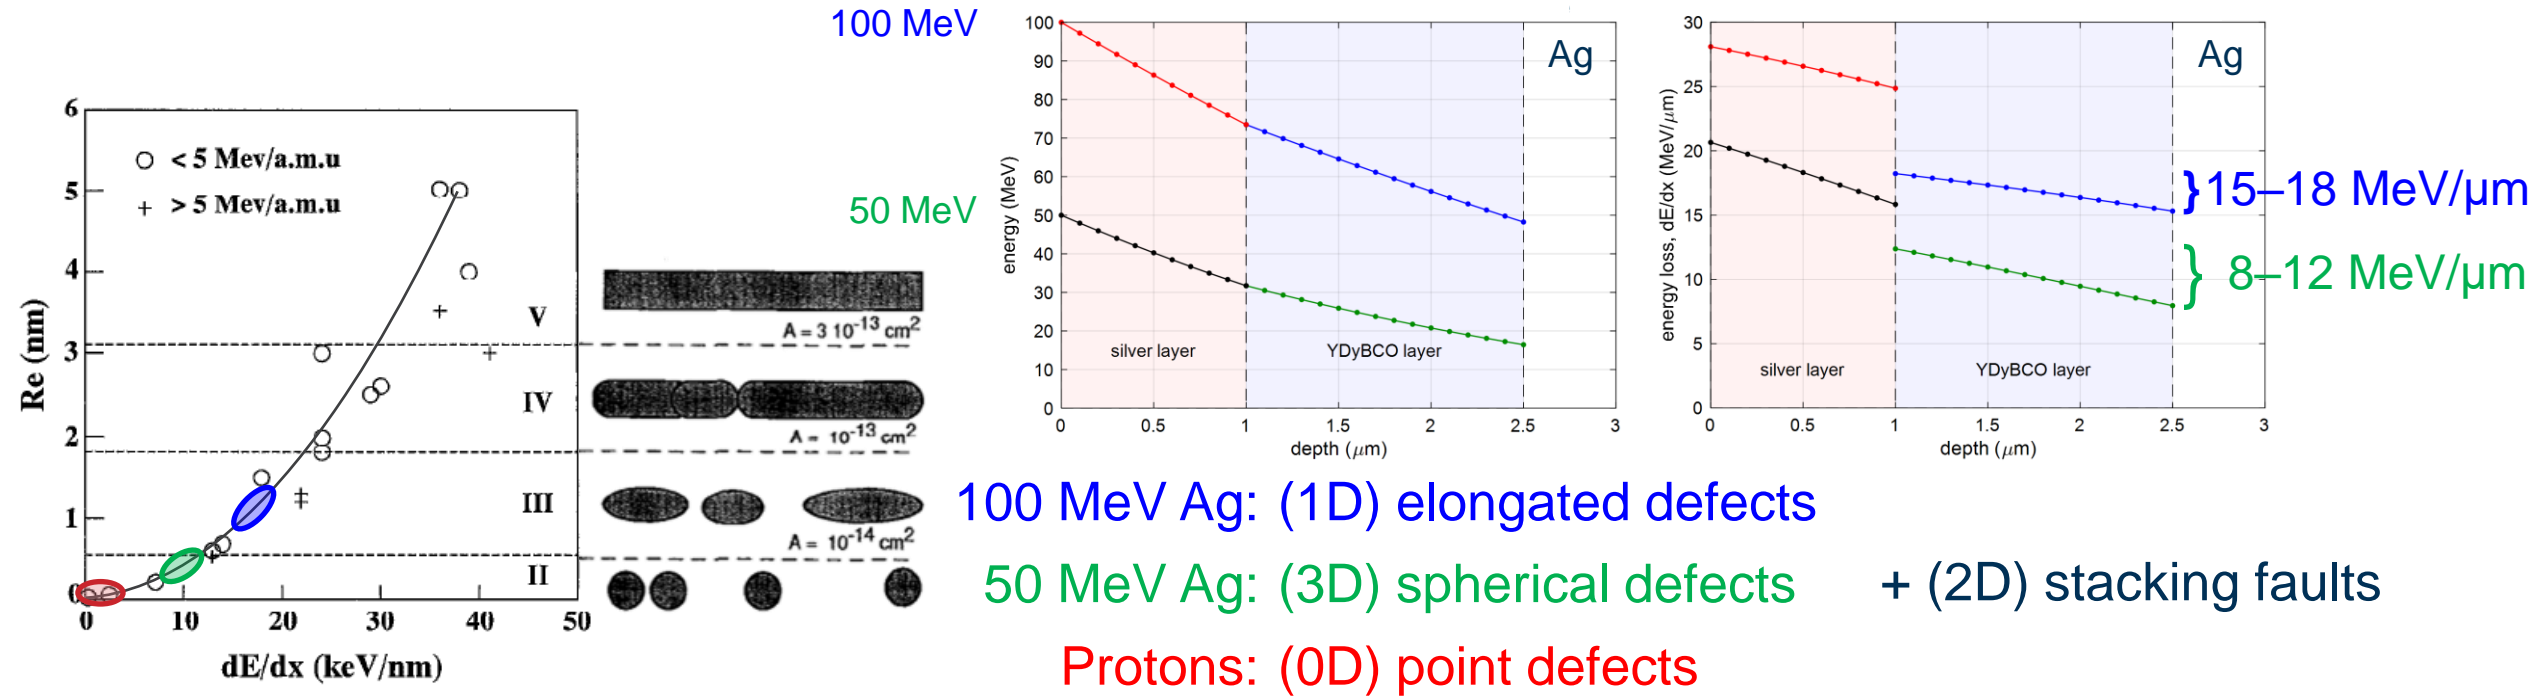 100 MeV
50 MeV
6
5
4
3
2
1
0
0
10
20
30
40
50
Re (nm)
dE/dx (keV/nm)
< 5 Mev/a.m.u
> 5 Mev/a.m.u
V
IV
III
II
A = 3 10⁻¹³ cm²
A = 10⁻¹³ cm²
A = 10⁻¹⁴ cm²
100
90
80
70
60
50
40
30
20
10
0
0
0.5
1
1.5
2
2.5
3
energy (MeV)
depth (μm)
silver layer
YDyBCO layer
Ag
30
25
20
15
10
5
0
0
0.5
1
1.5
2
2.5
3
energy loss, dE/dx (MeV/μm)
depth (μm)
silver layer
YDyBCO layer
Ag
}15–18 MeV/μm
} 8–12 MeV/μm
100 MeV Ag: (1D) elongated defects
50 MeV Ag: (3D) spherical defects + (2D) stacking faults
Protons: (0D) point defects